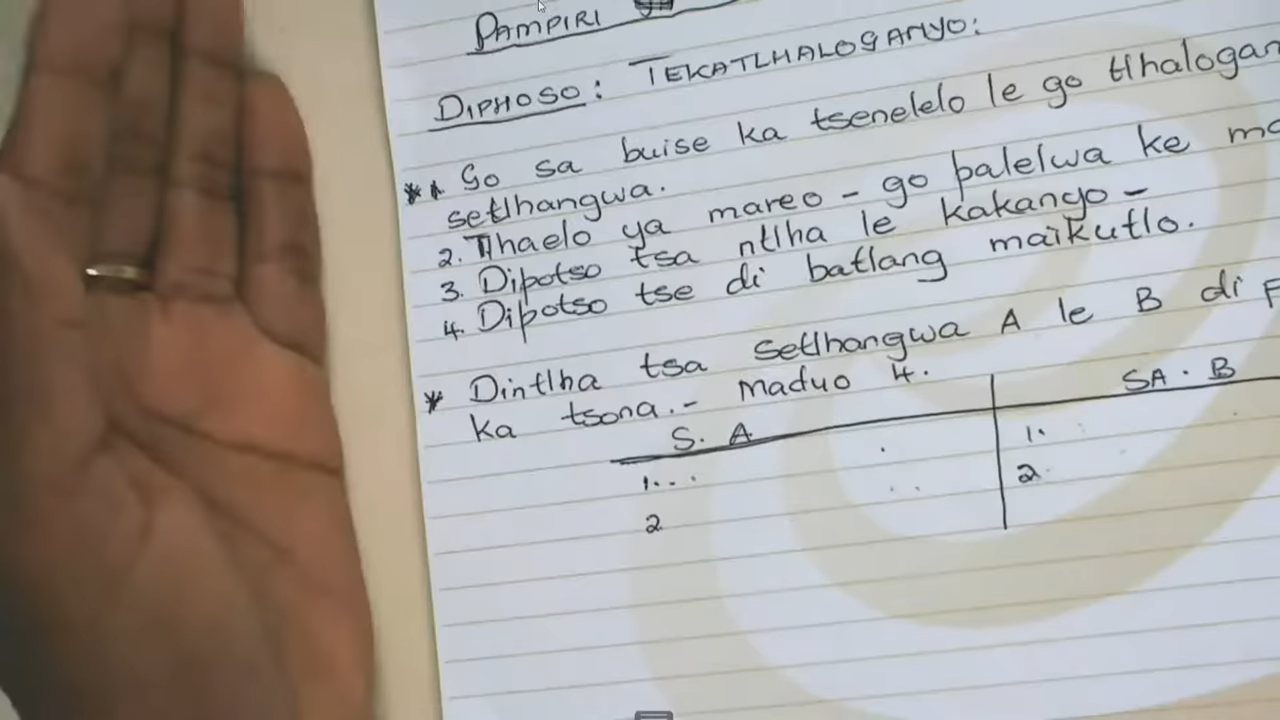 PAMPIRI
DIPHOSO: TEKATLHALOGANYO:
** Go sa buise ka tsenelelo le go tlhalogan
setlhangwa.
2. Tlhaelo ya mareo - go palelwa ke ma
3. Dipotso tsa ntlha le kakanyo -
4. Dipotso tse di batlang maikutlo.
* Dintlha tsa Setlhangwa A le B di F
ka tsona. - maduo 4.
S. A SA. B
1... 1.
2 2